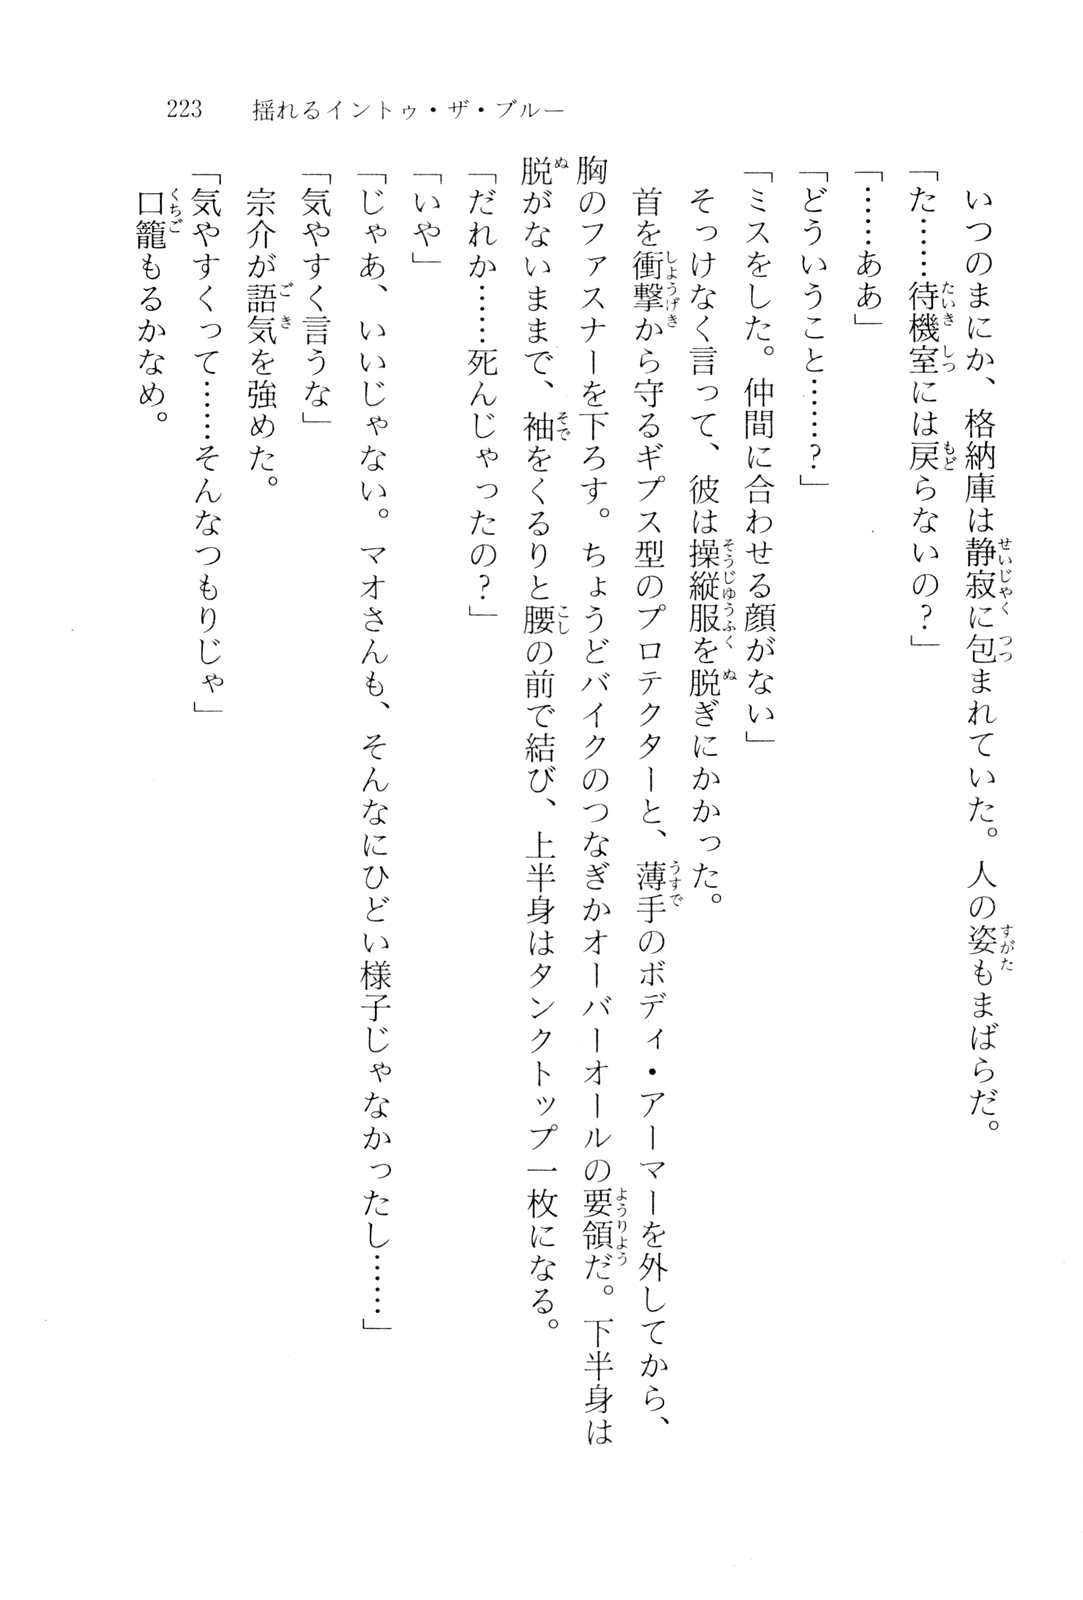 223　揺れるイントゥ・ザ・ブルー
　いつのまにか、格納庫は静寂に包まれていた。人の姿もまばらだ。
「た……待機室には戻らないの？」
「……ああ」
「どういうこと……？」
「ミスをした。仲間に合わせる顔がない」
　そっけなく言って、彼は操縦服を脱ぎにかかった。
　首を衝撃から守るギプス型のプロテクターと、薄手のボディ・アーマーを外してから、
胸のファスナーを下ろす。ちょうどバイクのつなぎかオーバーオールの要領だ。下半身は
脱がないままで、袖をくるりと腰の前で結び、上半身はタンクトップ一枚になる。
「だれか……死んじゃったの？」
「いや」
「じゃあ、いいじゃない。マオさんも、そんなにひどい様子じゃなかったし……」
「気やすく言うな」
　宗介が語気を強めた。
「気やすくって……そんなつもりじゃ」
　口籠もるかなめ。